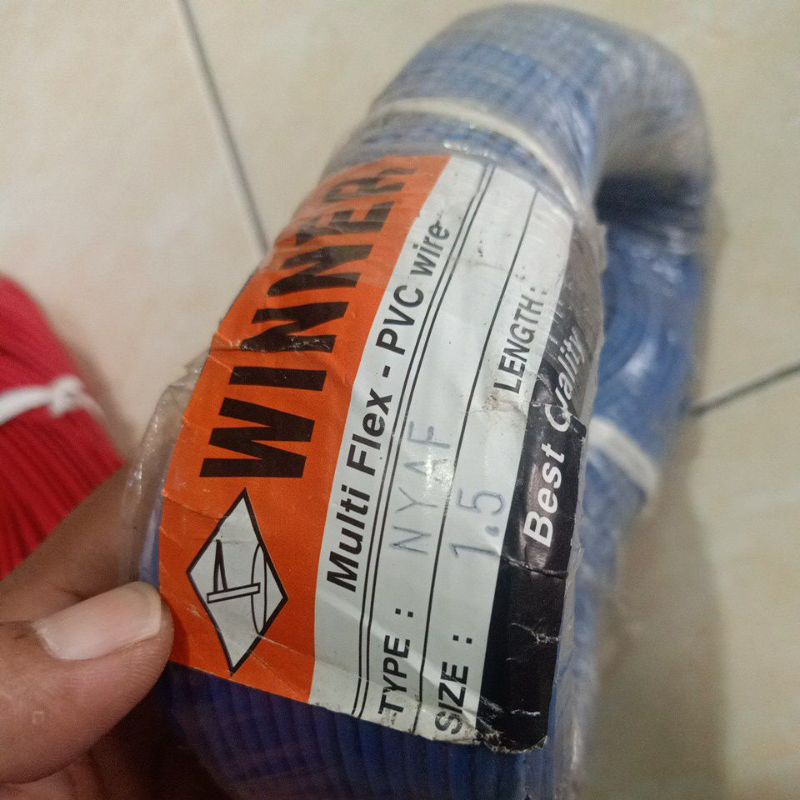 WINNER
Multi Flex - PVC wire
TYPE : NYAF
SIZE : 1.5
LENGTH :
Best Quality